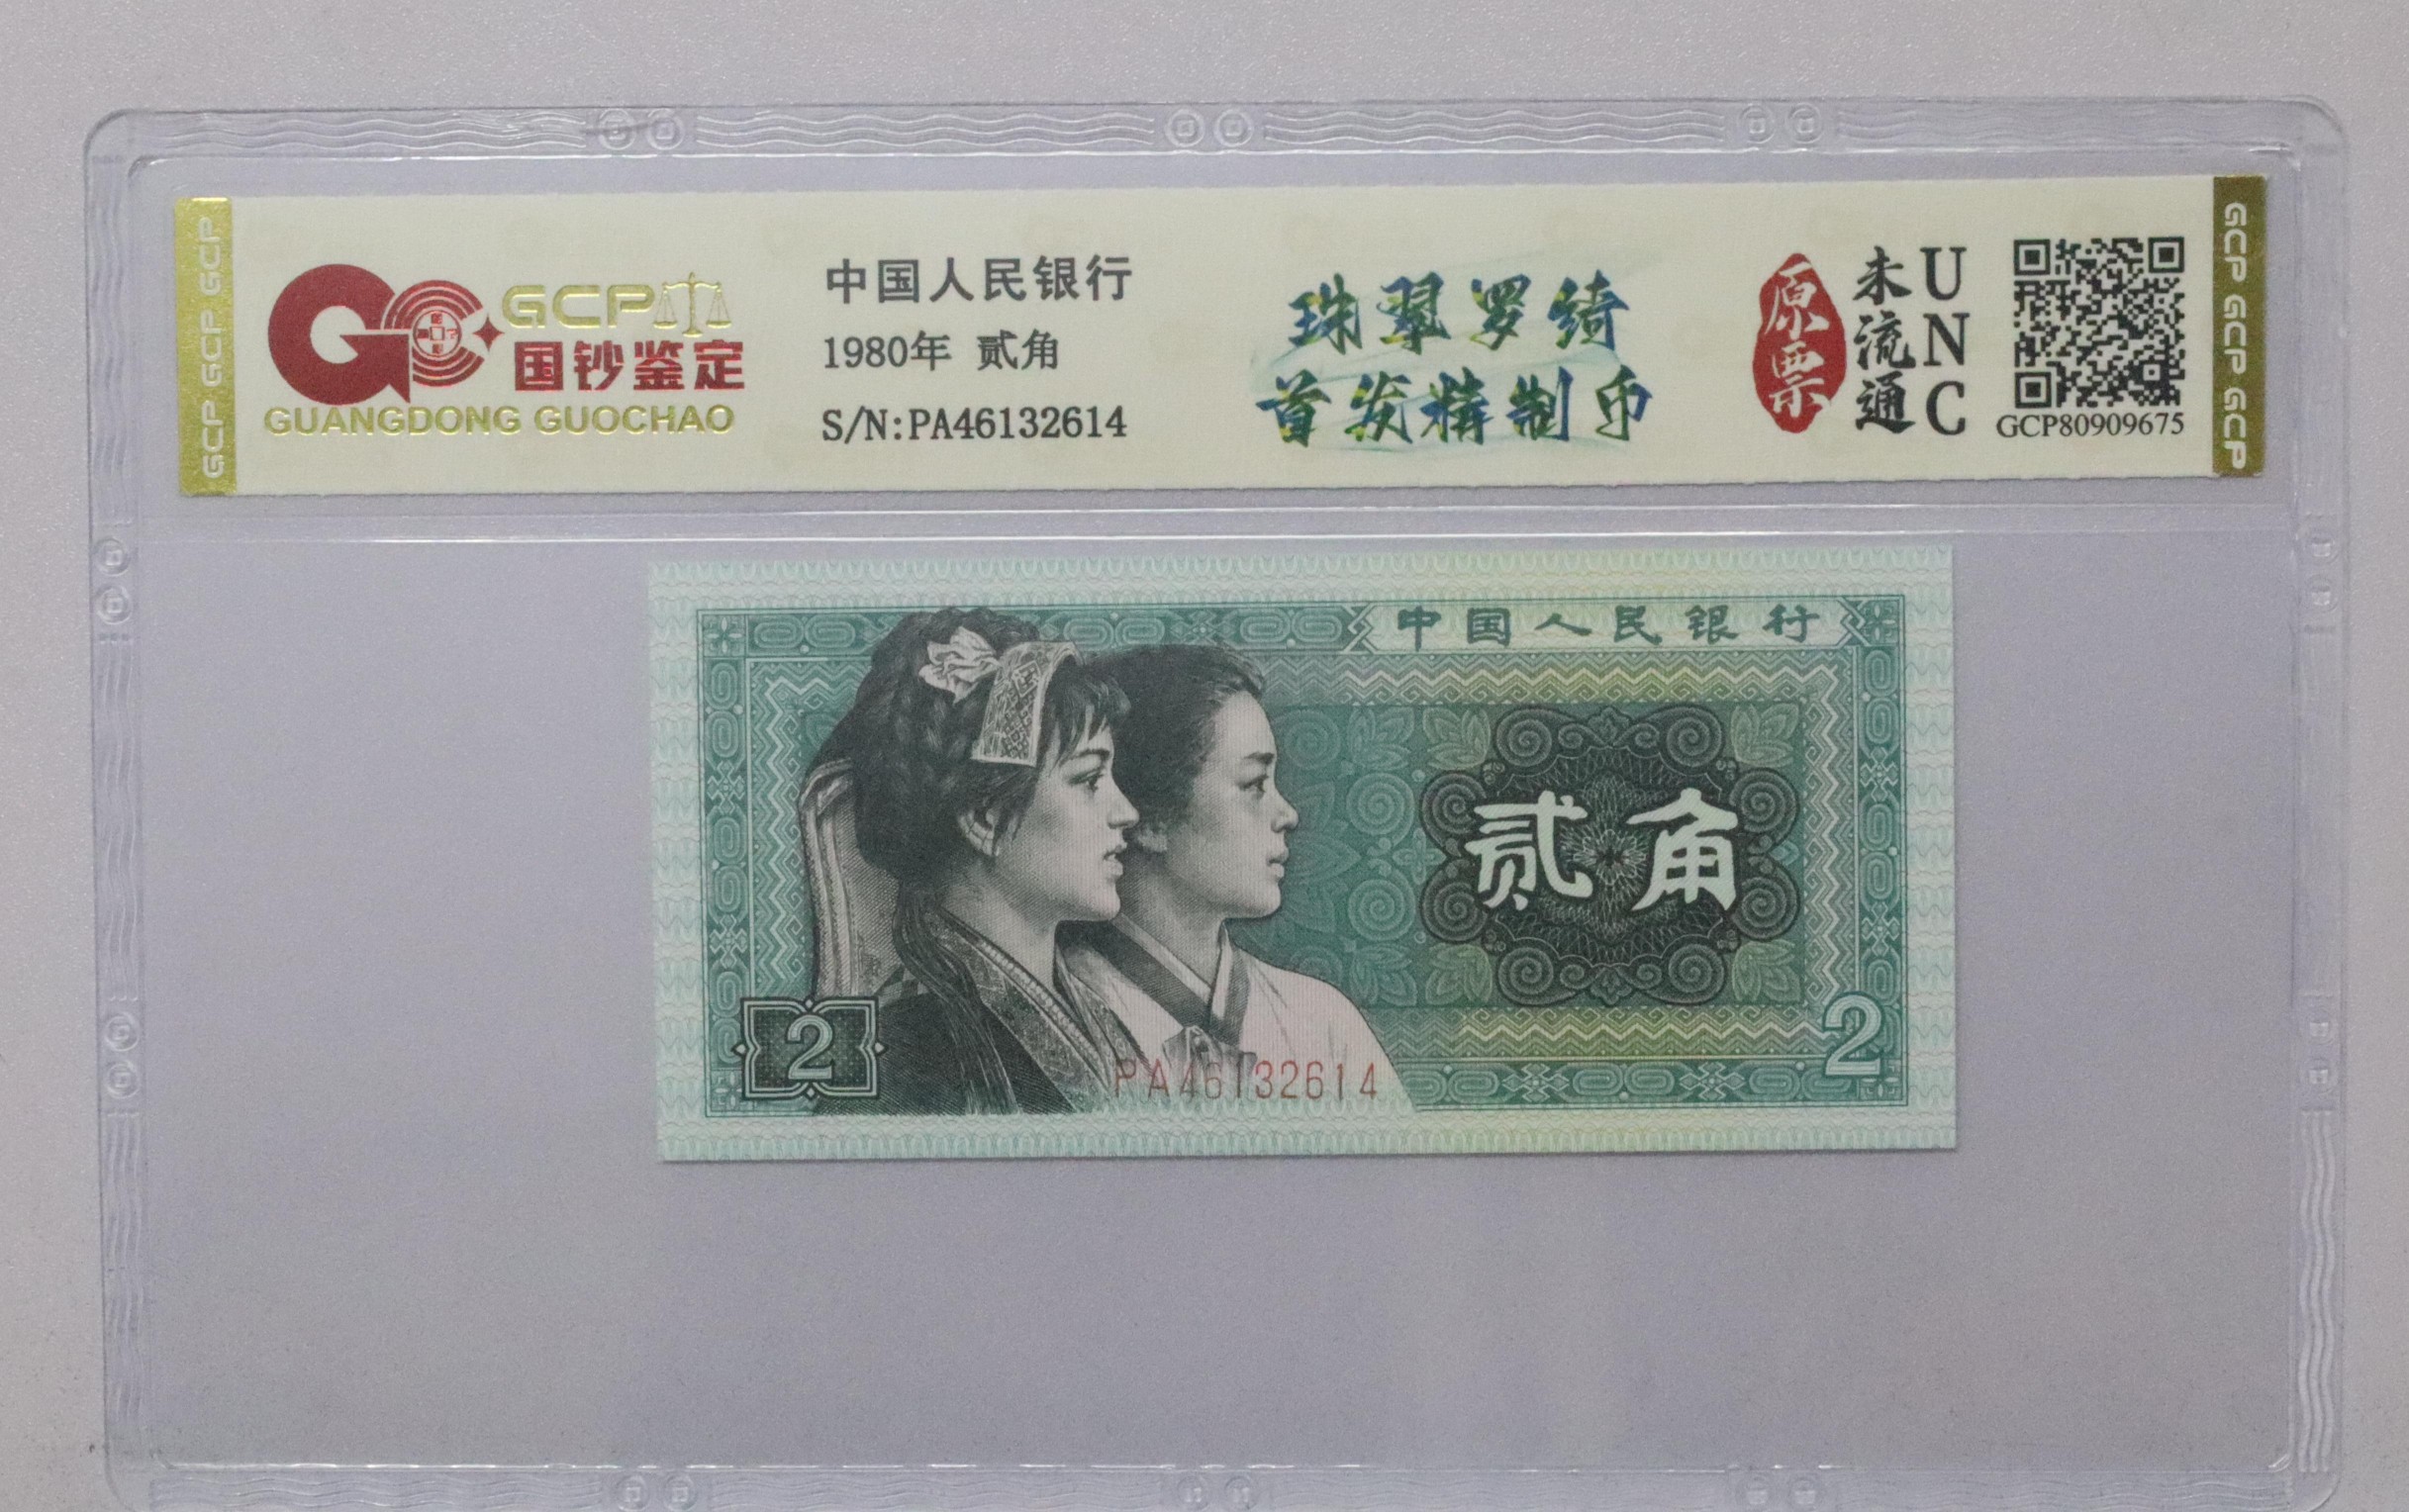 GCP GCP GCP
GCP
国钞鉴定
GUANGDONG GUOCHAO
中国人民银行
1980年 贰角
S/N:PA46132614
珠翠罗绮
首发精制币
原票
未流通
UNC
GCP80909675
GCP GCP GCP
中国人民银行
贰角
2
2
PA46132614